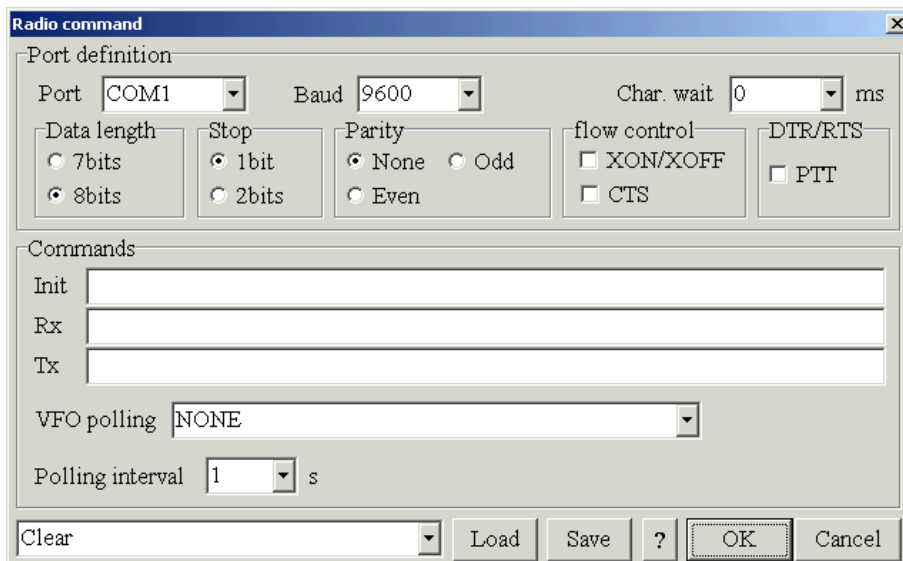 Radio command
Port definition
Port COM1 Baud 9600 Char. wait 0 ms
Data length Stop Parity flow control DTR/RTS
7bits 1bit None Odd XON/XOFF PTT
8bits 2bits Even CTS
Commands
Init
Rx
Tx
VFO polling NONE
Polling interval 1 s
Clear Load Save ? OK Cancel